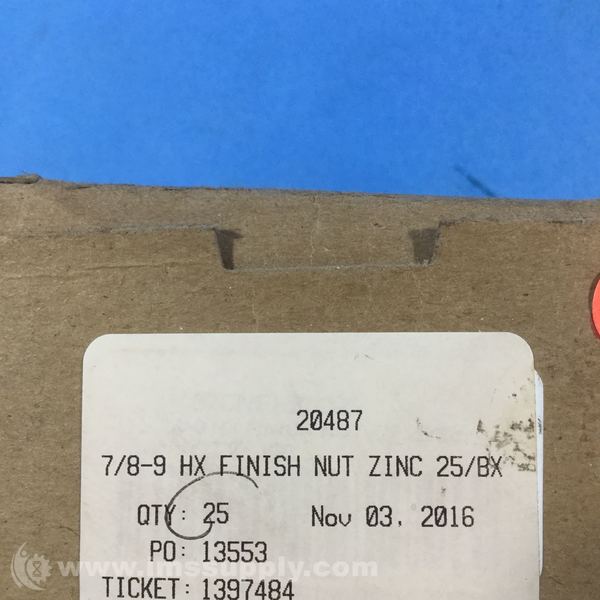 20487
7/8-9 HX FINISH NUT ZINC 25/BX
QTY: 25 Nov 03, 2016
PO: 13553
TICKET: 1397484
www.imssupply.com